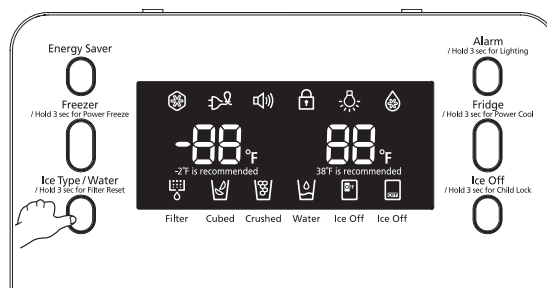 Energy Saver
Alarm
/ Hold 3 sec for Lighting
Freezer
/ Hold 3 sec for Power Freeze
Fridge
/ Hold 3 sec for Power Cool
-88°F
88°F
-2°F is recommended
38°F is recommended
Ice Type / Water
/ Hold 3 sec for Filter Reset
Ice Off
/ Hold 3 sec for Child Lock
Filter Cubed Crushed Water Ice Off Ice Off